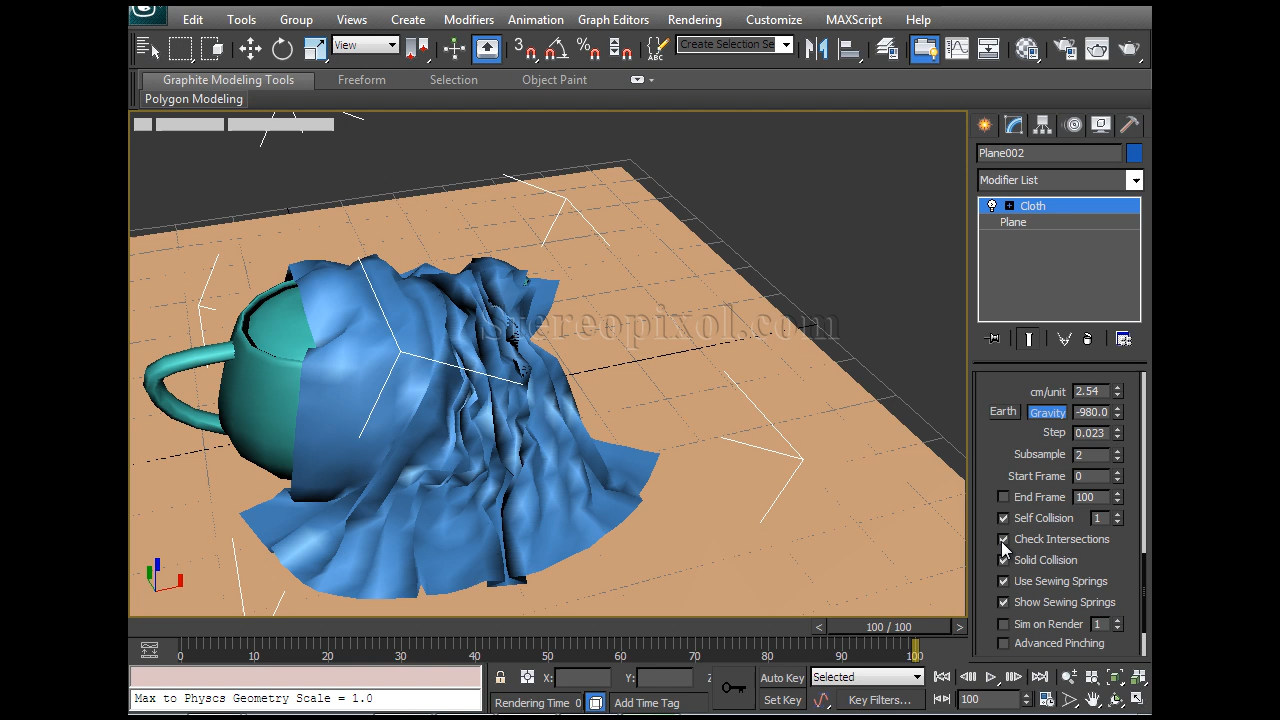 Edit Tools Group Views Create Modifiers Animation Graph Editors Rendering Customize MAXScript Help
View 3 % ABC Create Selection Se
Graphite Modeling Tools Freeform Selection Object Paint
Polygon Modeling
Plane002
Modifier List
Cloth
Plane
stereopixol.com
cm/unit 2.54
Earth Gravity -980.0
Step 0.023
Subsample 2
Start Frame 0
End Frame 100
Self Collision 1
Check Intersections
Solid Collision
Use Sewing Springs
Show Sewing Springs
Sim on Render 1
Advanced Pinching
< 100 / 100 >
0 10 20 30 40 50 60 70 80 90 100
X: Y: Z Auto Key Selected
Max to Physcs Geometry Scale = 1.0
Rendering Time 0 Add Time Tag Set Key Key Filters... 100